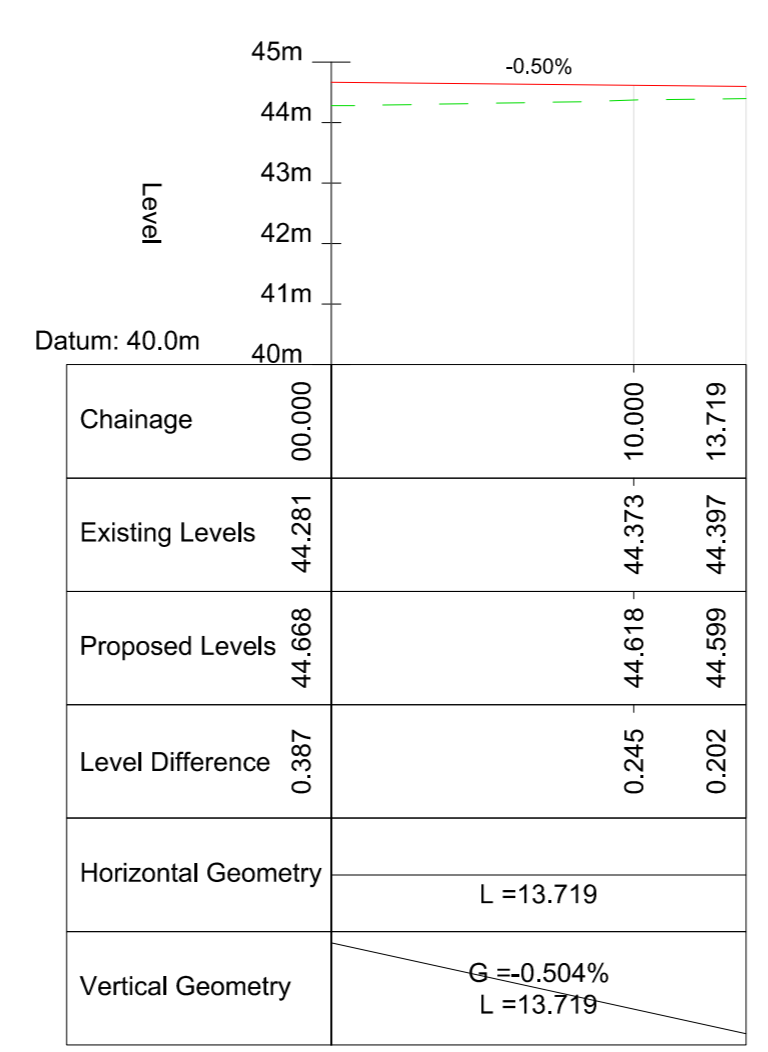 45m
-0.50%
44m
43m
Level
42m
41m
Datum: 40.0m
40m
Chainage 00.000 10.000 13.719
Existing Levels 44.281 44.373 44.397
Proposed Levels 44.668 44.618 44.599
Level Difference 0.387 0.245 0.202
Horizontal Geometry
L =13.719
Vertical Geometry
G =-0.504%
L =13.719